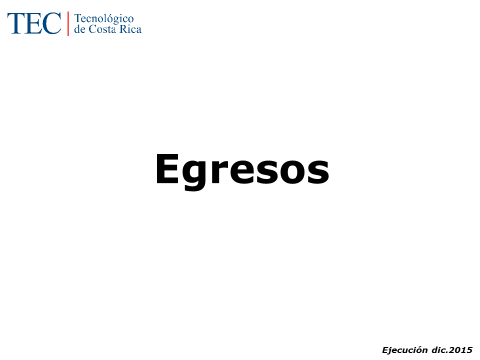 TEC
Tecnológico
de Costa Rica
Egresos
Ejecución dic.2015